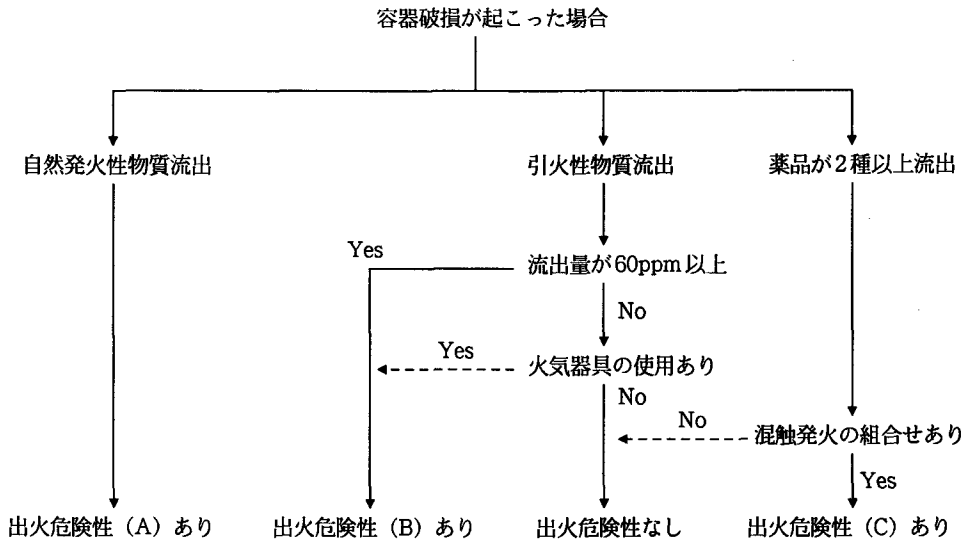 容器破損が起こった場合
自然発火性物質流出
引火性物質流出
薬品が2種以上流出
Yes
流出量が60ppm以上
No
Yes
火気器具の使用あり
No
No
混触発火の組合せあり
Yes
出火危険性（A）あり
出火危険性（B）あり
出火危険性なし
出火危険性（C）あり